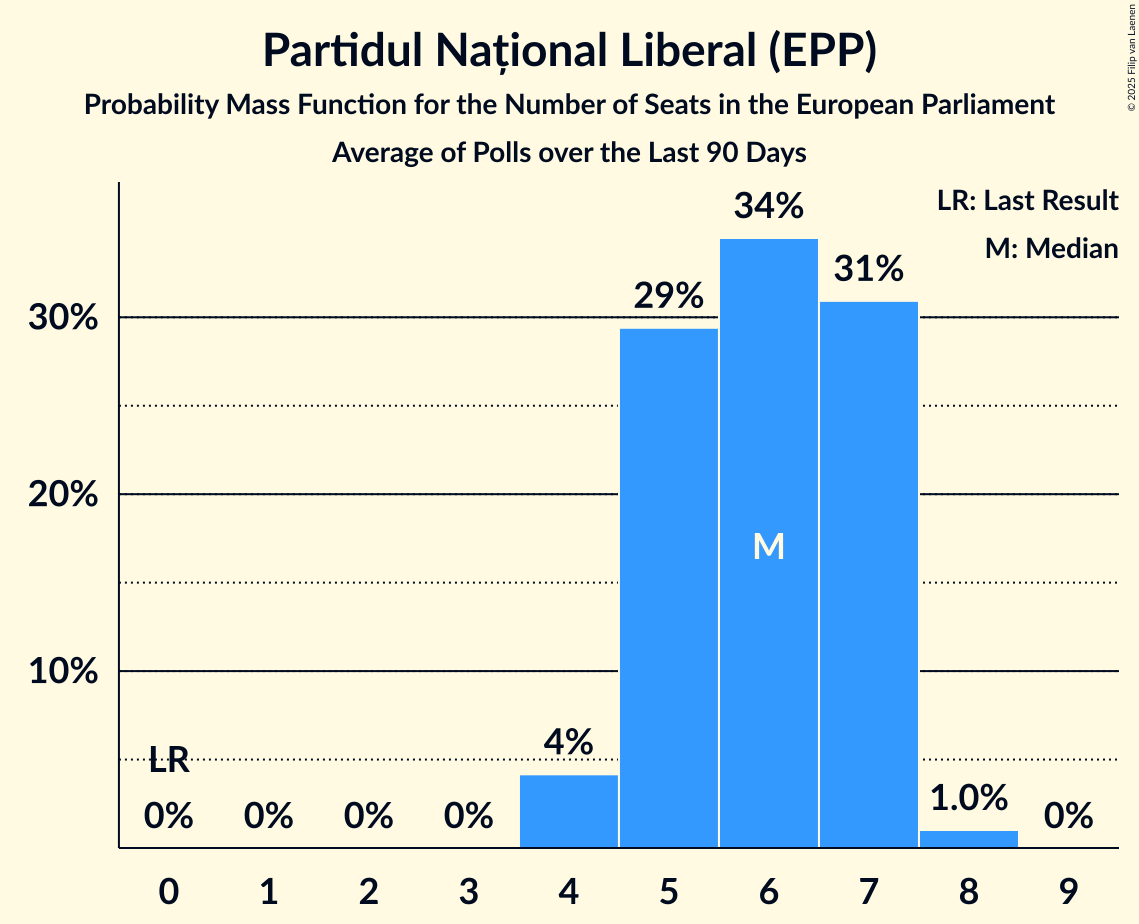 Partidul Național Liberal (EPP)
Probability Mass Function for the Number of Seats in the European Parliament
Average of Polls over the Last 90 Days
© 2025 Filip van Laenen
LR: Last Result
M: Median
34%
31%
29%
30%
20%
M
10%
LR
4%
0% 0% 0% 0% 1.0% 0%
0 1 2 3 4 5 6 7 8 9